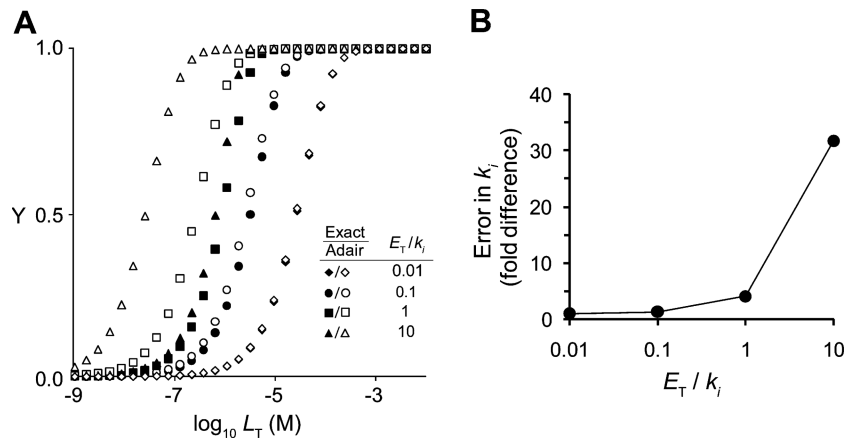 A
1.0
Y 0.5
0.0
-9 -7 -5 -3
log10 LT (M)
Exact
Adair
ET / ki
◆/◇ 0.01
●/○ 0.1
■/□ 1
▲/△ 10
B
Error in ki
(fold difference)
40
30
20
10
5
0
0.01 0.1 1 10
ET / ki